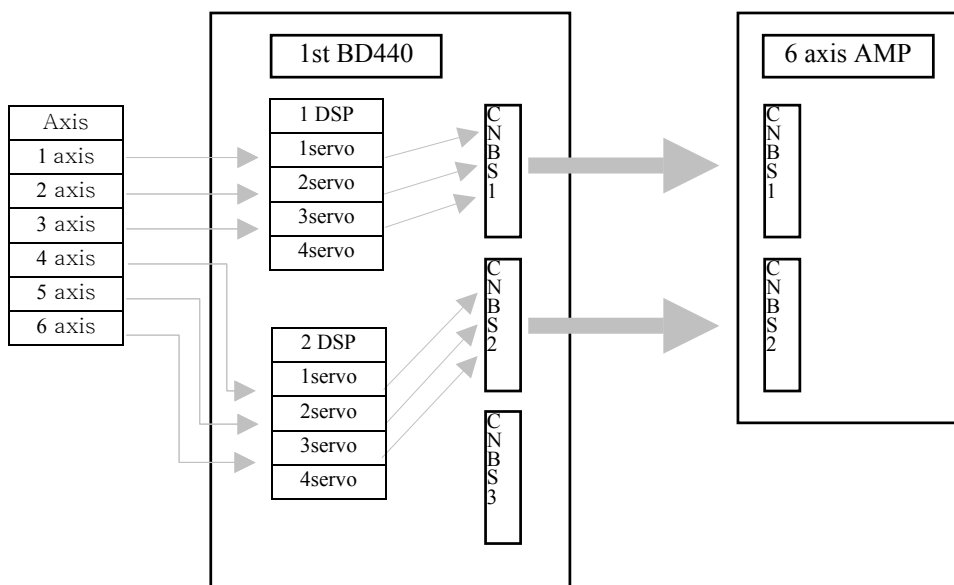 1st BD440
6 axis AMP
Axis
1 axis
2 axis
3 axis
4 axis
5 axis
6 axis
1 DSP
1servo
2servo
3servo
4servo
2 DSP
1servo
2servo
3servo
4servo
CNBS1
CNBS2
CNBS3
CNBS1
CNBS2